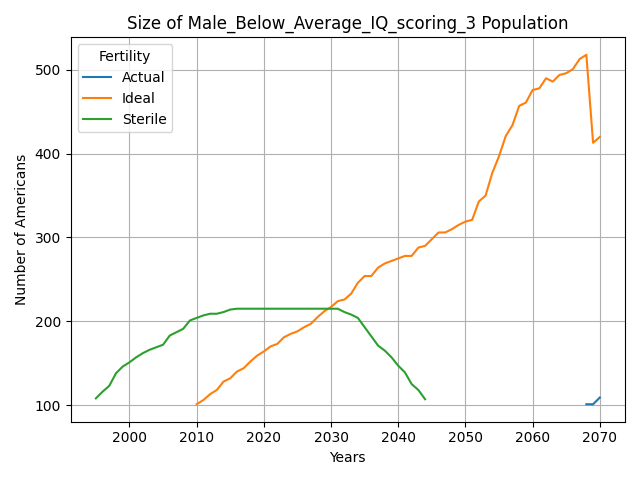 Size of Male_Below_Average_IQ_scoring_3 Population
Fertility
Actual
Ideal
Sterile
Number of Americans
500
400
300
200
100
2000
2010
2020
2030
2040
2050
2060
2070
Years